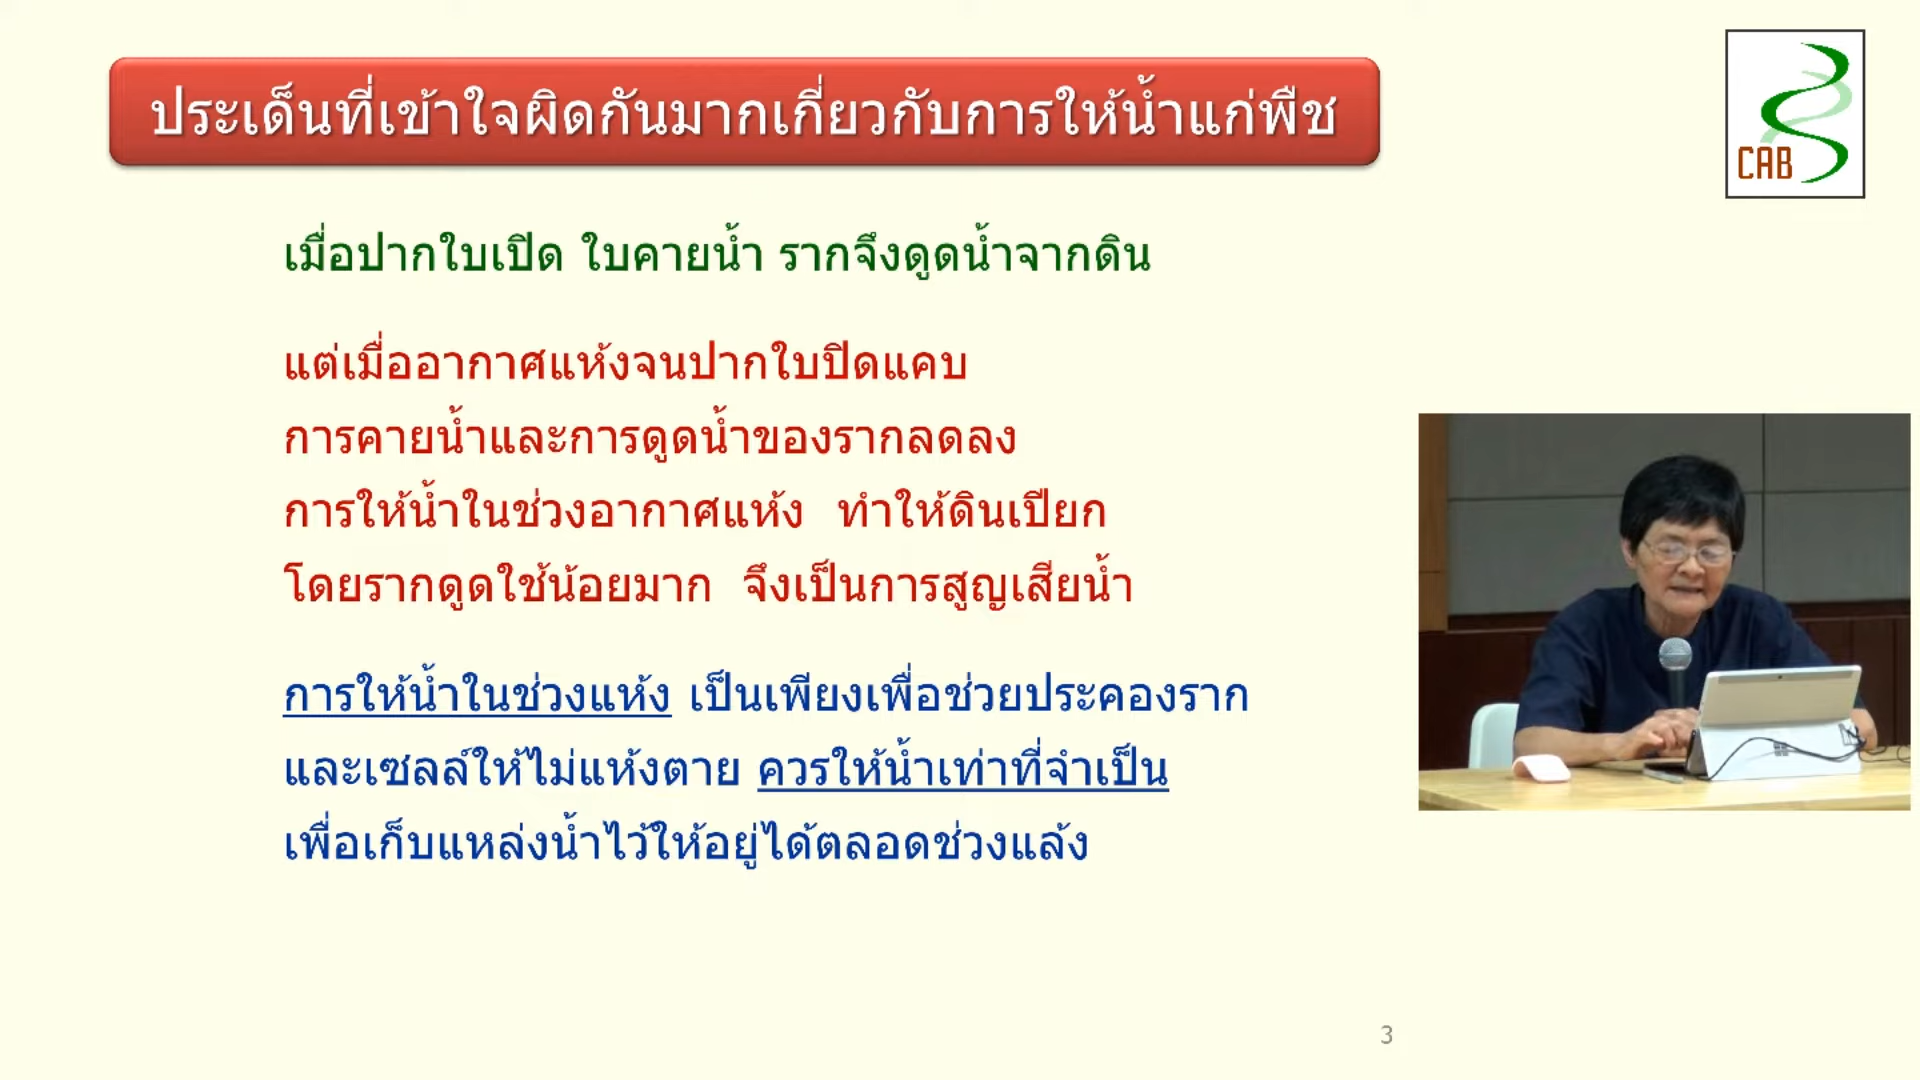 ประเด็นที่เข้าใจผิดกันมากเกี่ยวกับการให้น้ำแก่พืช
CAB
เมื่อปากใบเปิด ใบคายน้ำ รากจึงดูดน้ำจากดิน
แต่เมื่ออากาศแห้งจนปากใบปิดแคบ
การคายน้ำและการดูดน้ำของรากลดลง
การให้น้ำในช่วงอากาศแห้ง ทำให้ดินเปียก
โดยรากดูดใช้น้อยมาก จึงเป็นการสูญเสียน้ำ
การให้น้ำในช่วงแห้ง เป็นเพียงเพื่อช่วยประคองราก
และเซลล์ให้ไม่แห้งตาย ควรให้น้ำเท่าที่จำเป็น
เพื่อเก็บแหล่งน้ำไว้ให้อยู่ได้ตลอดช่วงแล้ง
3